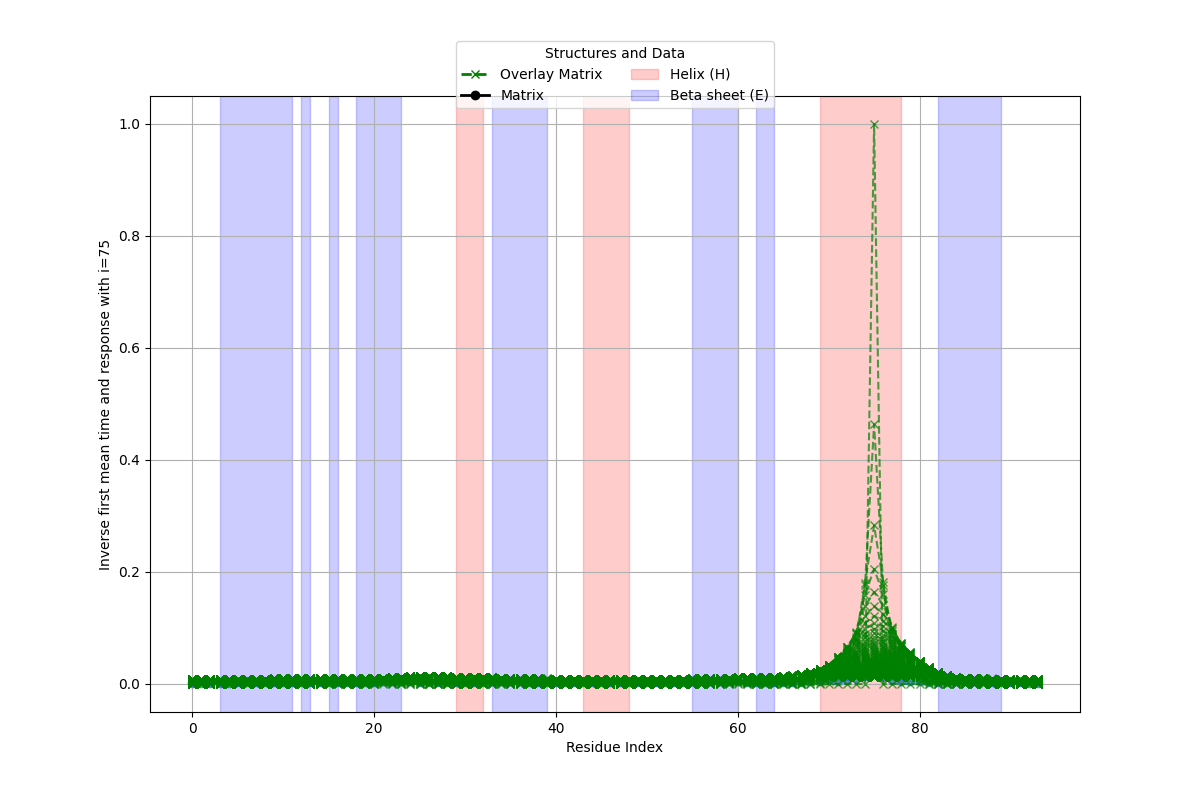 Structures and Data
Overlay Matrix
Matrix
Helix (H)
Beta sheet (E)
Inverse first mean time and response with i=75
1.0
0.8
0.6
0.4
0.2
0.0
0 20 40 60 80
Residue Index